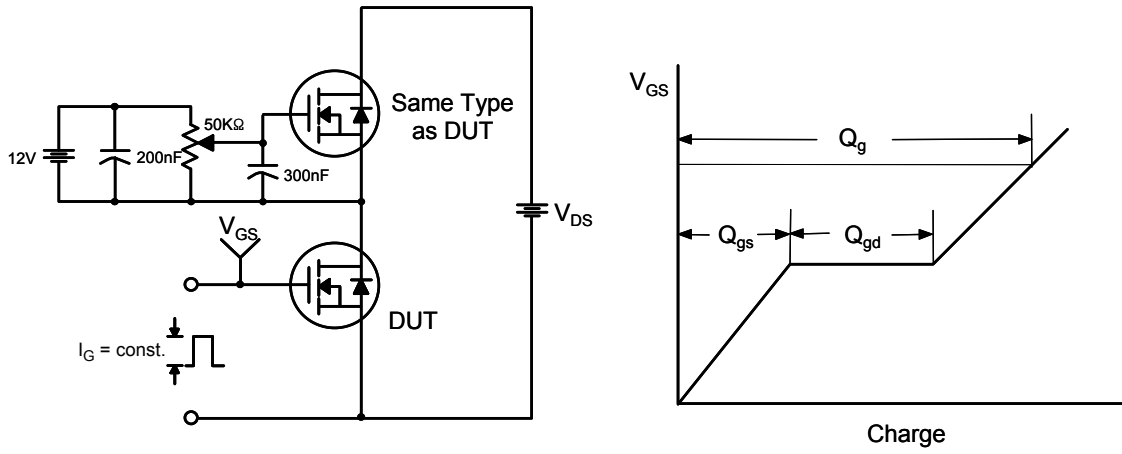 50KΩ
12V
200nF
300nF
Same Type
as DUT
V_DS
V_GS
DUT
I_G = const.
V_GS
Q_g
Q_gs
Q_gd
Charge